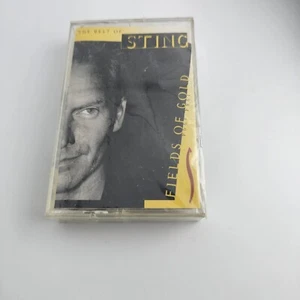 THE BEST OF
STING
FIELDS OF GOLD